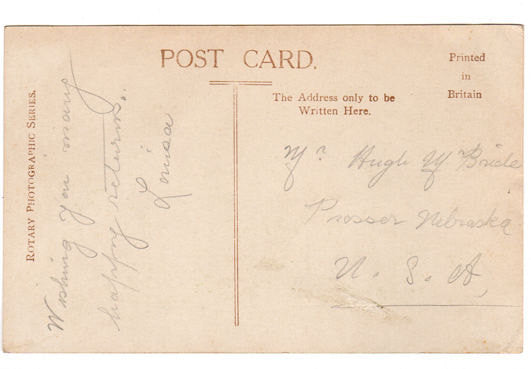 POST CARD.
Printed
in
Britain
The Address only to be
Written Here.
ROTARY PHOTOGRAPHIC SERIES.
Wishing you many
happy returns.
Louisa
Mr Hugh McBride
Prosser Nebraska
U. S. A.